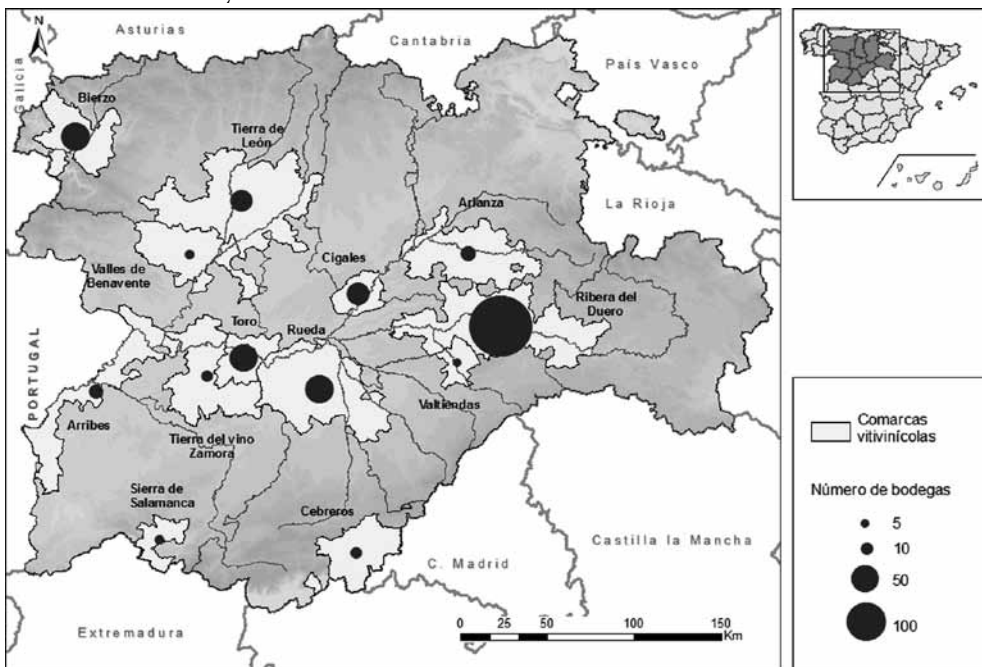 N
Asturias
Cantabria
País Vasco
Galicia
Bierzo
Tierra de
León
La Rioja
Arlanza
Cigales
Valles de
Benavente
Ribera del
Duero
Toro
Rueda
PORTUGAL
Valtiendas
Arribes
Tierra del vino
Zamora
Sierra de
Salamanca
Cebreros
Castilla la Mancha
C. Madrid
Extremadura
0 25 50 100 150
Km
Comarcas
vitivinícolas
Número de bodegas
5
10
50
100